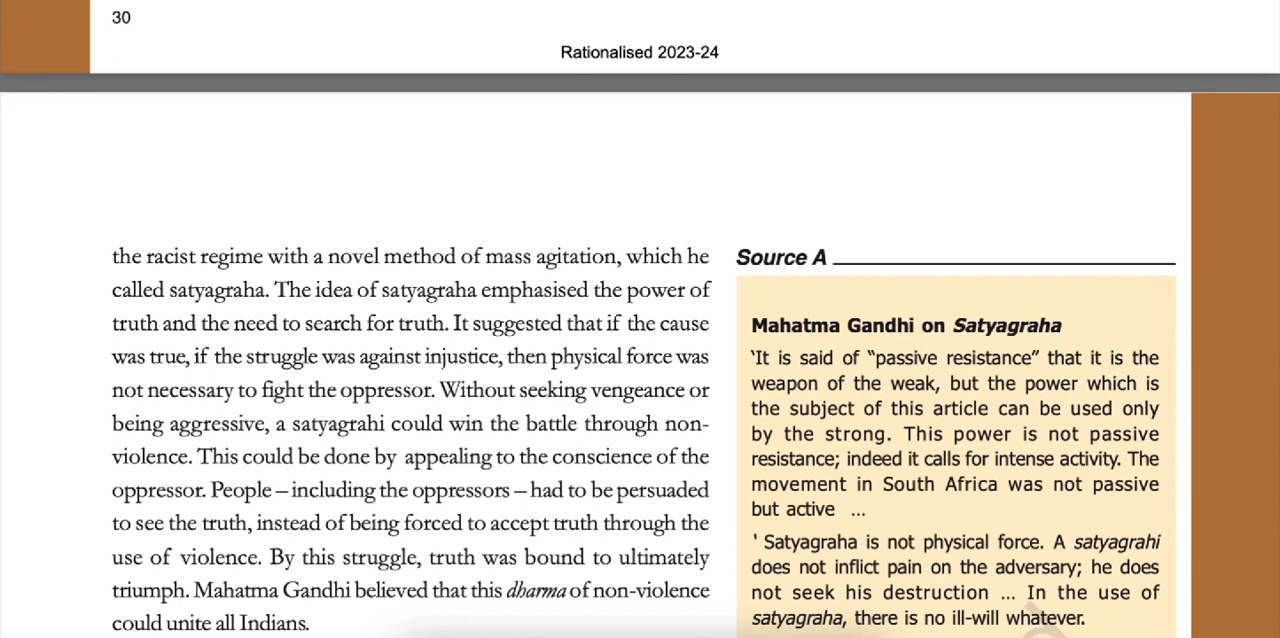 30
Rationalised 2023-24
the racist regime with a novel method of mass agitation, which he
called satyagraha. The idea of satyagraha emphasised the power of
truth and the need to search for truth. It suggested that if the cause
was true, if the struggle was against injustice, then physical force was
not necessary to fight the oppressor. Without seeking vengeance or
being aggressive, a satyagrahi could win the battle through non-
violence. This could be done by appealing to the conscience of the
oppressor. People – including the oppressors – had to be persuaded
to see the truth, instead of being forced to accept truth through the
use of violence. By this struggle, truth was bound to ultimately
triumph. Mahatma Gandhi believed that this dharma of non-violence
could unite all Indians.
Source A
Mahatma Gandhi on Satyagraha
‘It is said of “passive resistance” that it is the
weapon of the weak, but the power which is
the subject of this article can be used only
by the strong. This power is not passive
resistance; indeed it calls for intense activity. The
movement in South Africa was not passive
but active ...
‘ Satyagraha is not physical force. A satyagrahi
does not inflict pain on the adversary; he does
not seek his destruction ... In the use of
satyagraha, there is no ill-will whatever.